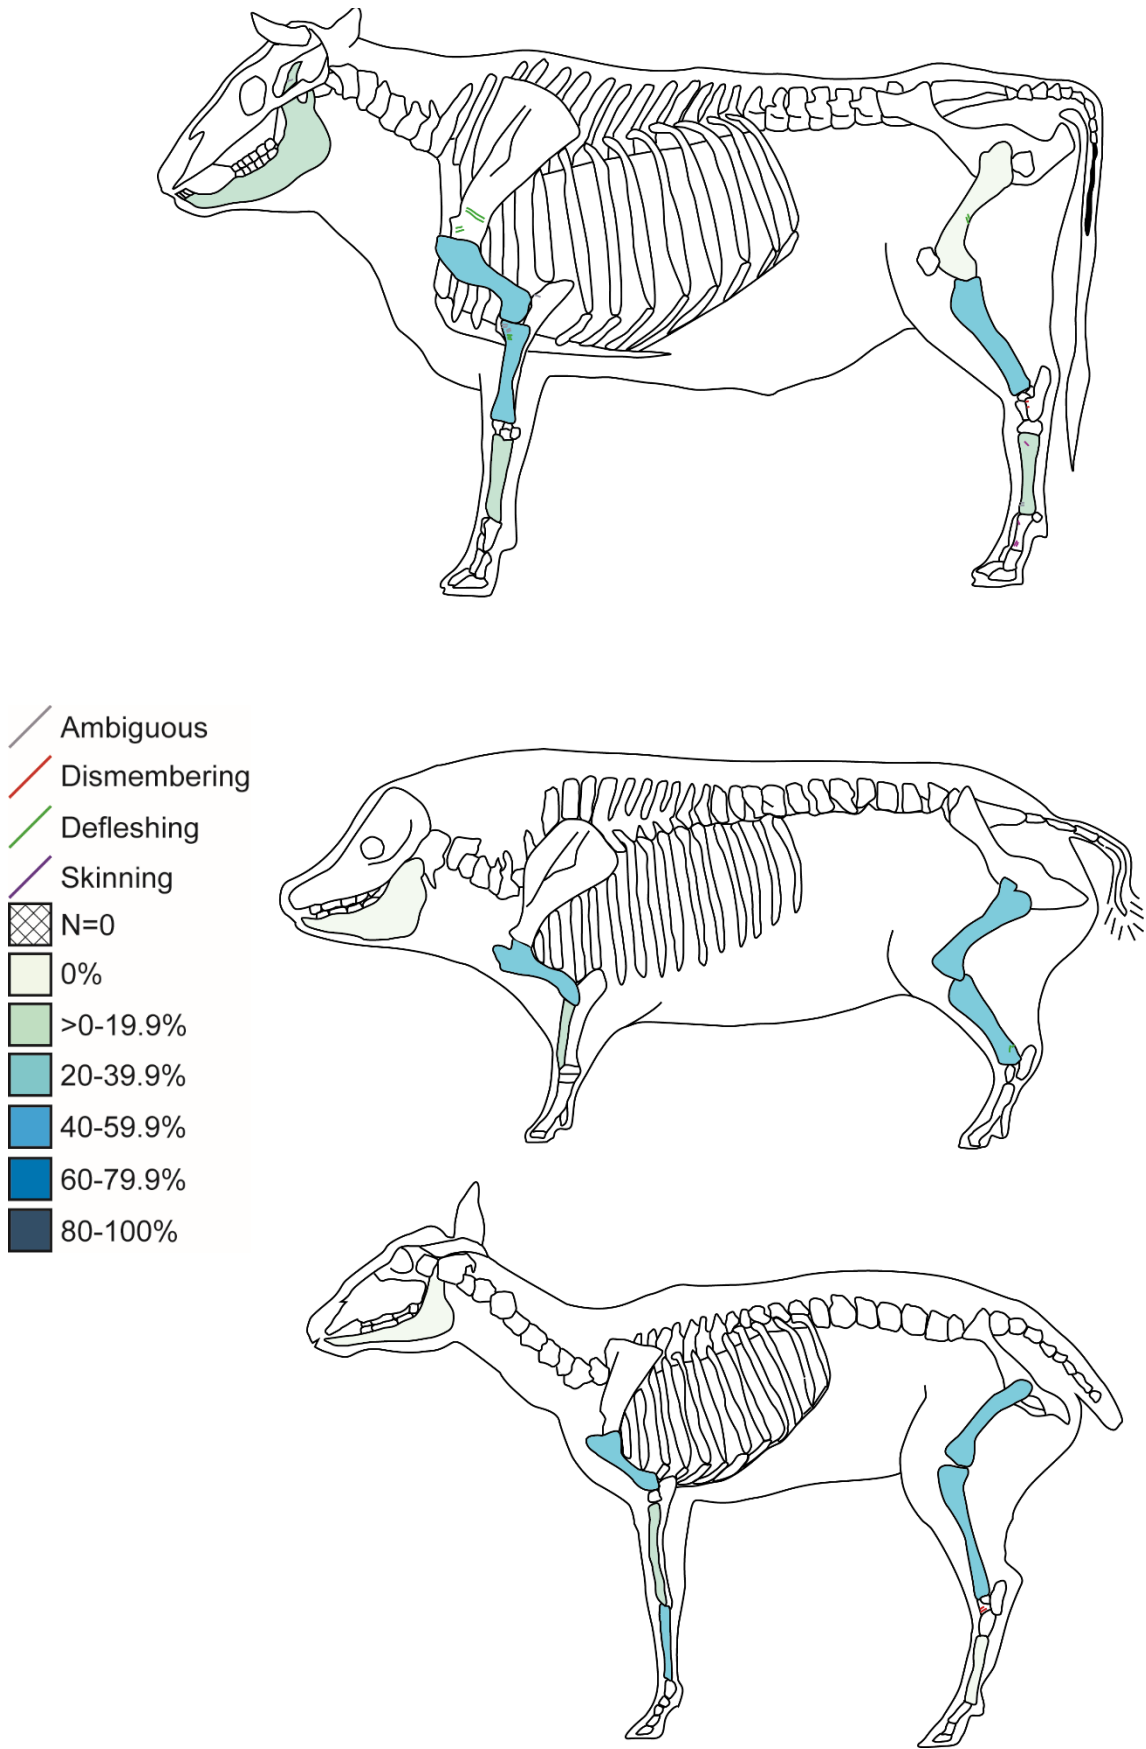 Ambiguous
Dismembering
Defleshing
Skinning
N=0
0%
>0-19.9%
20-39.9%
40-59.9%
60-79.9%
80-100%